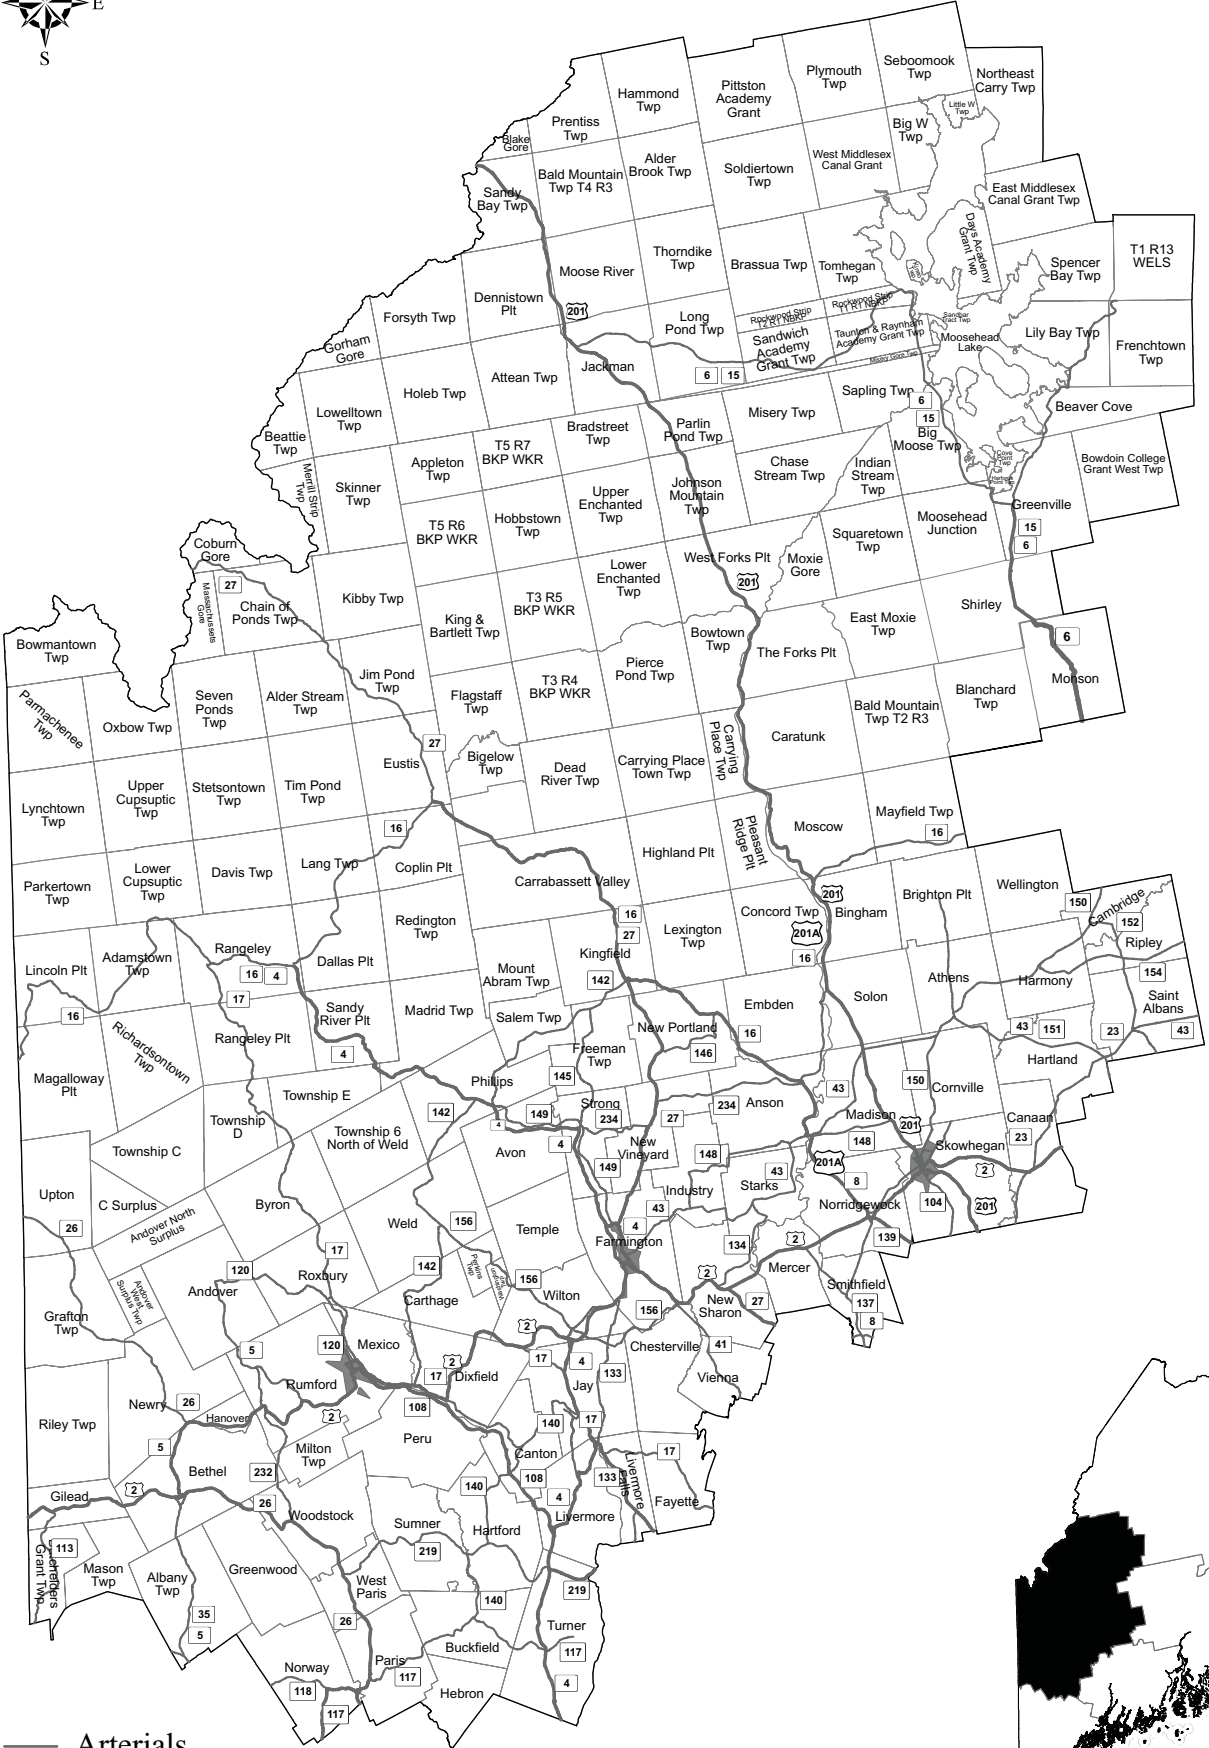 E
S
Seboomook
Twp
Northeast
Carry Twp
Plymouth
Twp
Pittston
Academy
Grant
Hammond
Twp
Little W
Twp
Prentiss
Twp
Big W
Twp
Blake
Gore
Alder
Brook Twp
West Middlesex
Canal Grant
Soldiertown
Twp
Bald Mountain
Twp T4 R3
Sandy
Bay Twp
East Middlesex
Canal Grant Twp
Days Academy
Grant Twp
T1 R13
WELS
Spencer
Bay Twp
Thorndike
Twp
Brassua Twp
Tomhegan
Twp
Moose River
Dennistown
Plt
Rockwood Strip
T1 R1 NBKP
Rockwood Strip
T2 R1 NBKP
201
Forsyth Twp
Long
Pond Twp
Sandbar
Tract Twp
Taunton & Raynham
Academy Grant Twp
Sandwich
Academy
Grant Twp
Moosehead
Lake
Lily Bay Twp
Frenchtown
Twp
Gorham
Gore
Misery Gore Twp
Jackman
6
15
Attean Twp
Holeb Twp
Sapling Twp
6
15
Beaver Cove
Lowelltown
Twp
Misery Twp
Parlin
Pond Twp
Bradstreet
Twp
Big
Moose Twp
Beattie
Twp
T5 R7
BKP WKR
Cove
Point
Twp
Bowdoin College
Grant West Twp
Appleton
Twp
Chase
Stream Twp
Indian
Stream
Twp
Merrill Strip
Twp
Skinner
Twp
Johnson
Mountain
Twp
Harfords
Point Twp
Upper
Enchanted
Twp
Greenville
Hobbstown
Twp
Moosehead
Junction
T5 R6
BKP WKR
15
6
Squaretown
Twp
Coburn
Gore
West Forks Plt
Moxie
Gore
Lower
Enchanted
Twp
201
27
Massachussets
Gore
Chain of
Ponds Twp
Kibby Twp
T3 R5
BKP WKR
Shirley
King &
Bartlett Twp
East Moxie
Twp
6
Bowtown
Twp
Bowmantown
Twp
The Forks Plt
Pierce
Pond Twp
Monson
Jim Pond
Twp
T3 R4
BKP WKR
Blanchard
Twp
Flagstaff
Twp
Alder Stream
Twp
Seven
Ponds
Twp
Bald Mountain
Twp T2 R3
Parmachenee
Twp
Oxbow Twp
Carrying
Place Twp
Caratunk
27
Eustis
Bigelow
Twp
Dead
River Twp
Carrying Place
Town Twp
Upper
Cupsuptic
Twp
Stetsontown
Twp
Tim Pond
Twp
Lynchtown
Twp
Mayfield Twp
16
16
Moscow
Pleasant
Ridge Plt
Highland Plt
Lang Twp
Coplin Plt
Davis Twp
Lower
Cupsuptic
Twp
Parkertown
Twp
Carrabassett Valley
Wellington
Brighton Plt
201
150
Cambridge
152
Concord Twp
Bingham
16
27
Redington
Twp
Lexington
Twp
201A
Ripley
Rangeley
Kingfield
16
Adamstown
Twp
Dallas Plt
Lincoln Plt
16
4
Mount
Abram Twp
142
Athens
Harmony
154
17
Solon
Saint
Albans
Embden
Sandy
River Plt
Madrid Twp
Salem Twp
16
New Portland
16
43
151
23
43
Richardsontown
Twp
Rangeley Plt
4
Freeman
Twp
146
Hartland
Magalloway
Plt
Phillips
145
43
150
Cornville
Township E
Strong
142
149
234
27
234
Anson
Madison
201
Canaan
23
Township
D
Township 6
North of Weld
4
4
New
Vineyard
148
148
Skowhegan
Township C
Avon
149
201A
2
Upton
43
8
C Surplus
Industry
Starks
Byron
43
Norridgewock
104
201
Andover North
Surplus
26
Weld
156
Temple
4
Farmington
139
134
2
17
142
Perkins
Twp
120
Roxbury
2
Mercer
156
Andover
West
Surplus Twp
Andover
Wilton
Smithfield
Carthage
27
137
New
Sharon
156
8
Grafton
Twp
2
120
Mexico
5
41
Chesterville
2
17
4
133
Dixfield
17
Vienna
Jay
Rumford
26
Newry
Hanover
108
2
17
Riley Twp
140
5
Peru
Milton
Twp
Canton
17
Bethel
232
108
133
Livermore
Falls
2
140
Gilead
4
Fayette
26
Woodstock
Livermore
Sumner
Hartford
113
219
Grant Twp
Mason
Twp
Greenwood
Albany
Twp
West
Paris
219
140
35
26
5
Turner
Buckfield
117
Paris
Norway
117
118
4
Hebron
117
Arterials